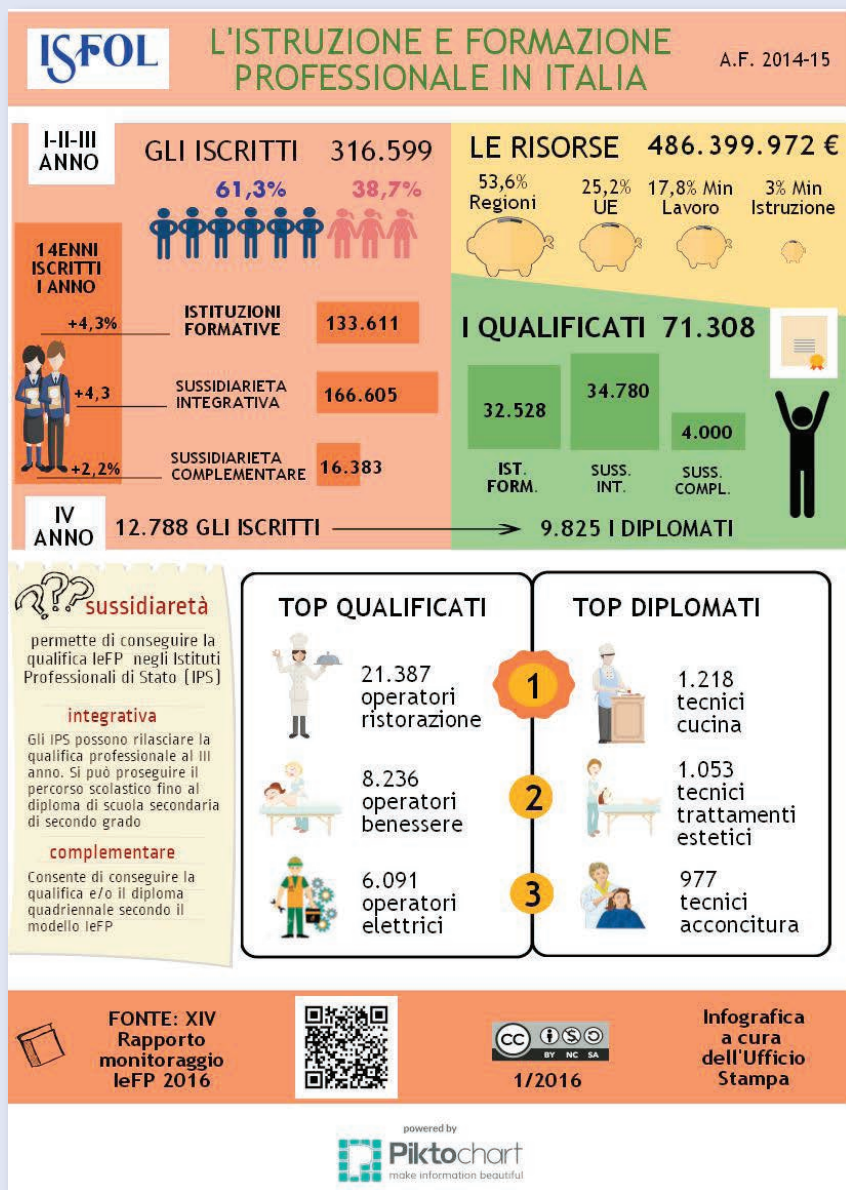 ISFOL
L'ISTRUZIONE E FORMAZIONE
PROFESSIONALE IN ITALIA
A.F. 2014-15
I-II-III
ANNO
GLI ISCRITTI 316.599
61,3% 38,7%
14ENNI
ISCRITTI
I ANNO
+4,3%
ISTITUZIONI
FORMATIVE
133.611
+4,3
SUSSIDIARIETA
INTEGRATIVA
166.605
+2,2%
SUSSIDIARIETA
COMPLEMENTARE
16.383
LE RISORSE 486.399.972 €
53,6%
Regioni
25,2%
UE
17,8% Min
Lavoro
3% Min
Istruzione
I QUALIFICATI 71.308
32.528
34.780
4.000
IST.
FORM.
SUSS.
INT.
SUSS.
COMPL.
IV
ANNO
12.788 GLI ISCRITTI
9.825 I DIPLOMATI
??? sussidiaretà
permette di conseguire la
qualifica IeFP negli Istituti
Professionali di Stato (IPS)
integrativa
Gli IPS possono rilasciare la
qualifica professionale al III
anno. Si può proseguire il
percorso scolastico fino al
diploma di scuola secondaria
di secondo grado
complementare
Consente di conseguire la
qualifica e/o il diploma
quadriennale secondo il
modello IeFP
TOP QUALIFICATI
21.387
operatori
ristorazione
8.236
operatori
benessere
6.091
operatori
elettrici
1
2
3
TOP DIPLOMATI
1.218
tecnici
cucina
1.053
tecnici
trattamenti
estetici
977
tecnici
acconcitura
FONTE: XIV
Rapporto
monitoraggio
IeFP 2016
CC
BY NC SA
1/2016
Infografica
a cura
dell'Ufficio
Stampa
powered by
Piktochart
make information beautiful